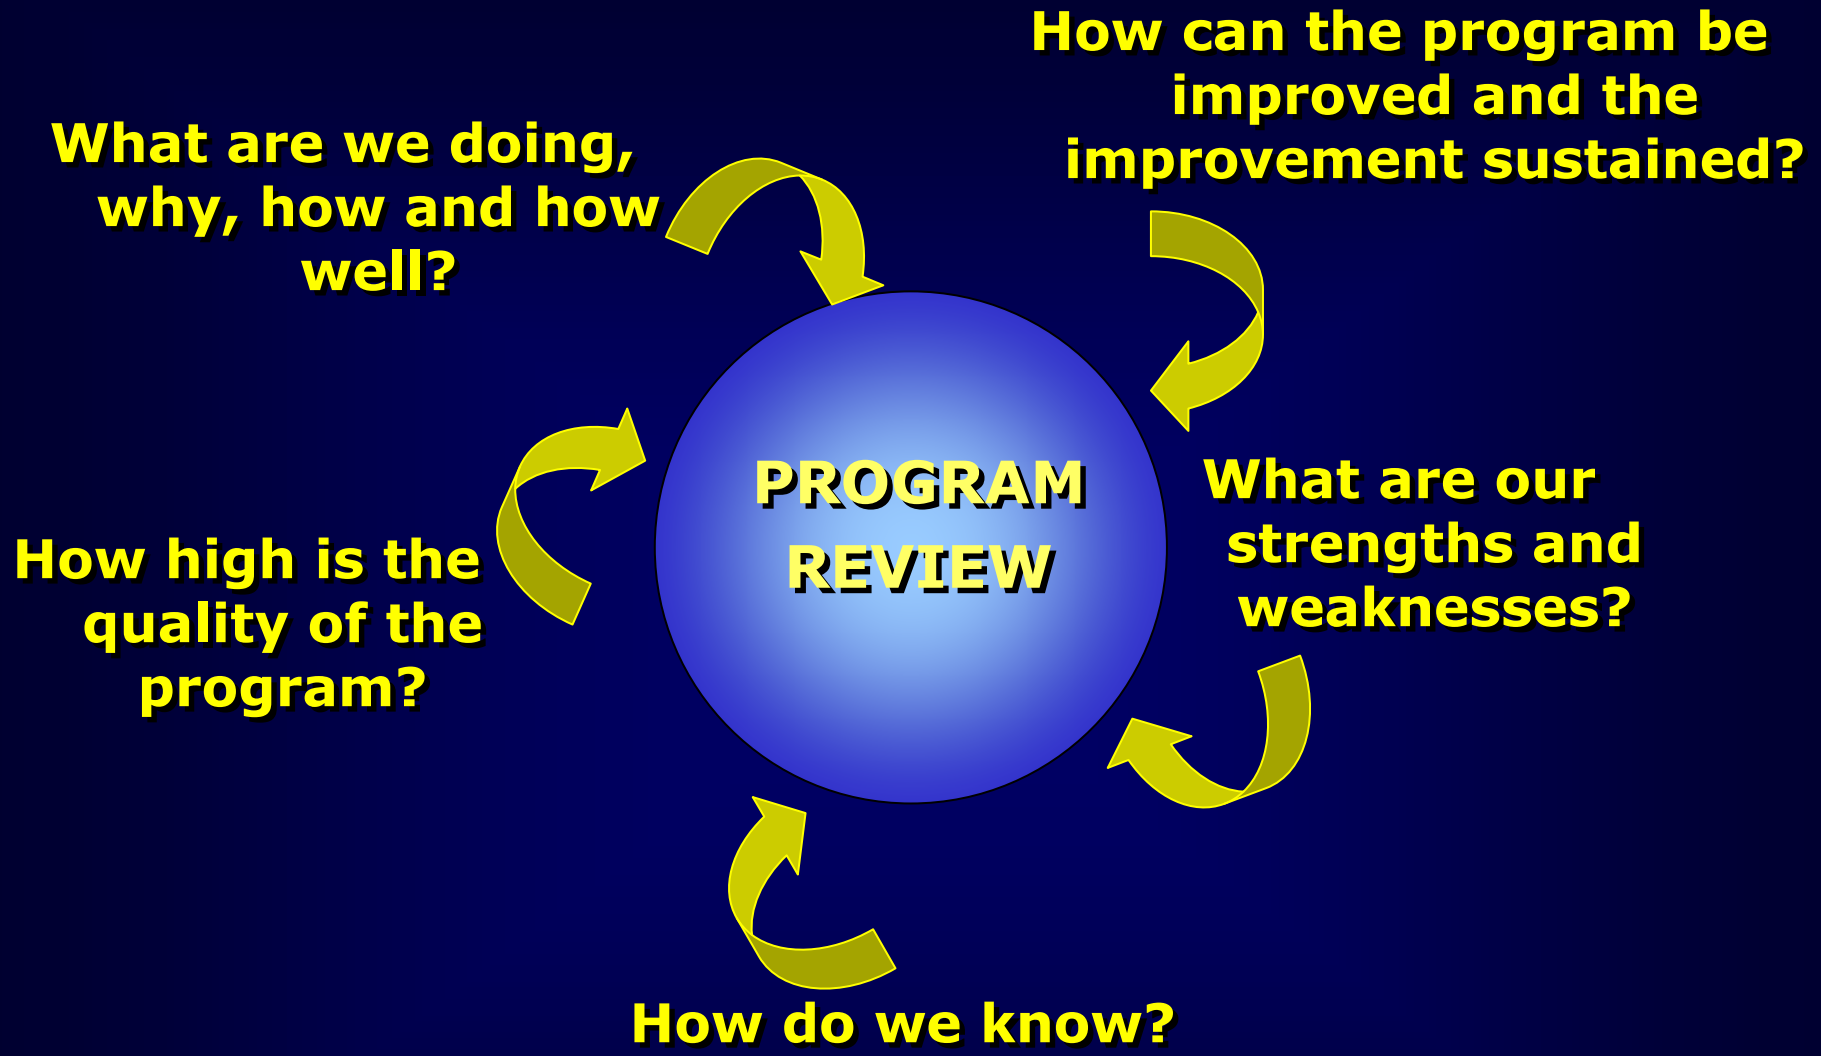 How can the program be
improved and the
improvement sustained?
What are we doing,
why, how and how
well?
PROGRAM
REVIEW
What are our
strengths and
weaknesses?
How high is the
quality of the
program?
How do we know?